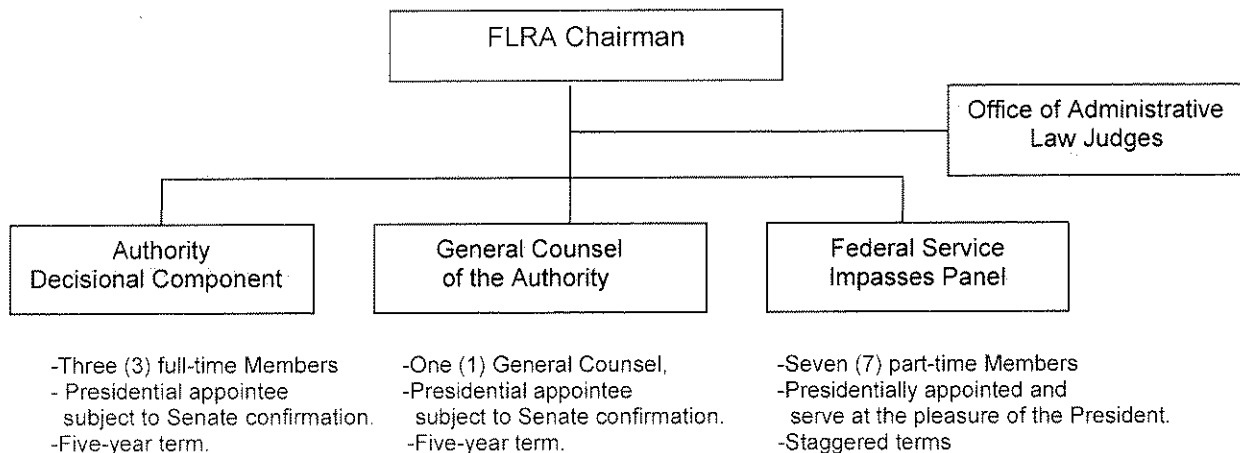 FLRA Chairman
Office of Administrative
Law Judges
Authority
Decisional Component
General Counsel
of the Authority
Federal Service
Impasses Panel
-Three (3) full-time Members
- Presidential appointee
subject to Senate confirmation.
-Five-year term.
-One (1) General Counsel,
-Presidential appointee
subject to Senate confirmation.
-Five-year term.
-Seven (7) part-time Members
-Presidentially appointed and
serve at the pleasure of the President.
-Staggered terms